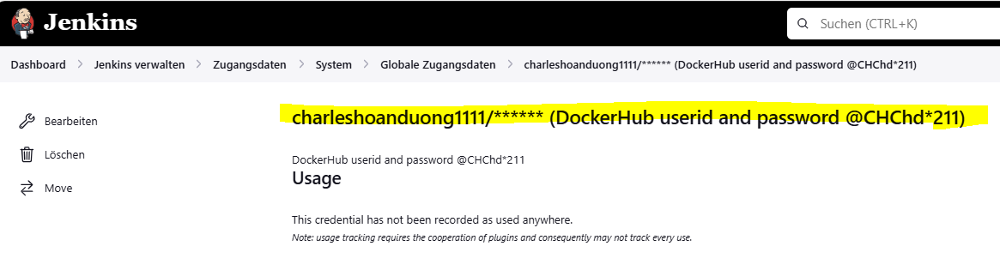 Jenkins
Suchen (CTRL+K)
Dashboard > Jenkins verwalten > Zugangsdaten > System > Globale Zugangsdaten > charleshoanduong1111/****** (DockerHub userid and password @CHChd*211)
Bearbeiten
Löschen
Move
charleshoanduong1111/****** (DockerHub userid and password @CHChd*211)
DockerHub userid and password @CHChd*211
Usage
This credential has not been recorded as used anywhere.
Note: usage tracking requires the cooperation of plugins and consequently may not track every use.